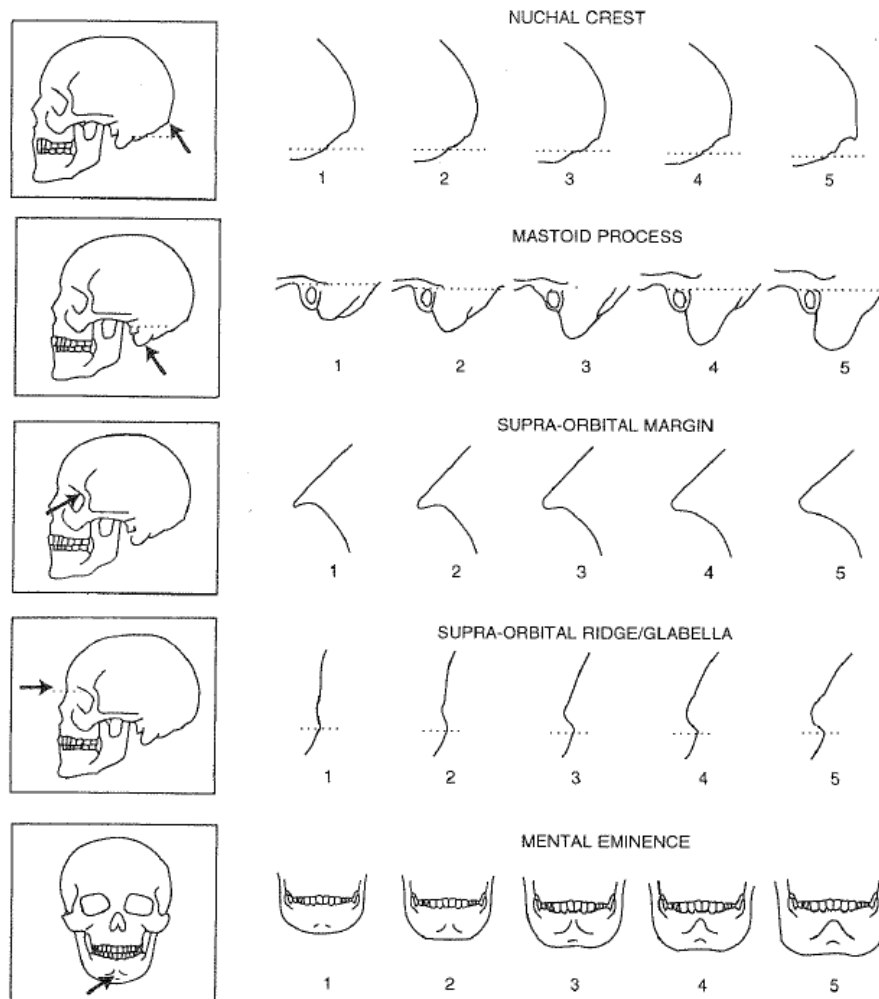 NUCHAL CREST
1 2 3 4 5
MASTOID PROCESS
1 2 3 4 5
SUPRA-ORBITAL MARGIN
1 2 3 4 5
SUPRA-ORBITAL RIDGE/GLABELLA
1 2 3 4 5
MENTAL EMINENCE
1 2 3 4 5